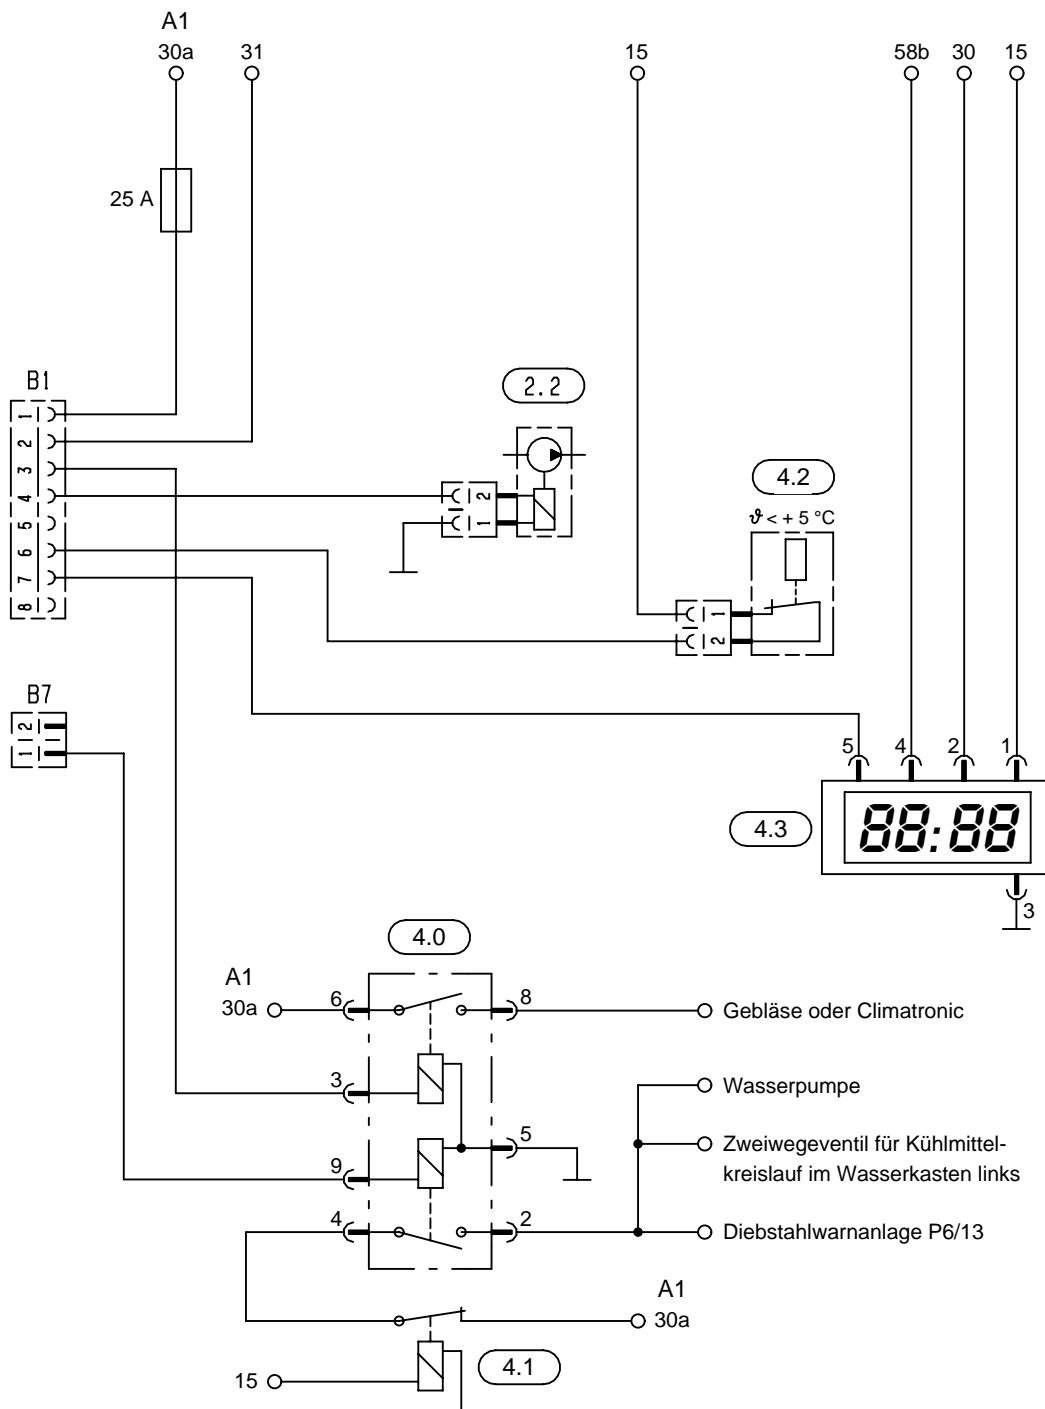 A1
30a
31
15
58b
30
15
25 A
B1
1
2
3
4
5
6
7
8
2.2
2
1
4.2
ϑ < + 5 °C
1
2
B7
2
1
5
4
2
1
4.3
88:88
3
4.0
A1
30a
6
8
Gebläse oder Climatronic
3
Wasserpumpe
5
Zweiwegeventil für Kühlmittel-
kreislauf im Wasserkasten links
9
4
2
Diebstahlwarnanlage P6/13
A1
30a
4.1
15